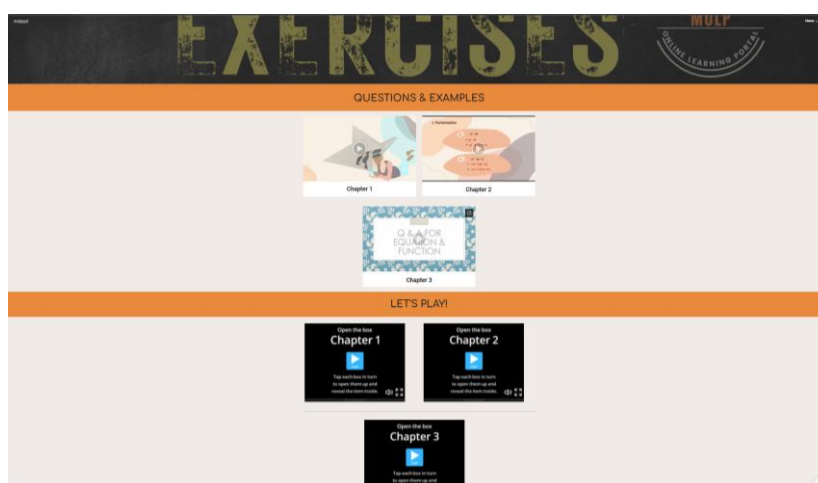 EXERCISES
MULP
ONLINE LEARNING PORTAL
QUESTIONS & EXAMPLES
Chapter 1
Chapter 2
Q & A FOR
EQUATION &
FUNCTION
Chapter 3
LET'S PLAY!
Open the box
Chapter 1
Tap each box in turn
to open them up and
reveal the item inside.
Open the box
Chapter 2
Tap each box in turn
to open them up and
reveal the item inside.
Open the box
Chapter 3
Tap each box in turn
to open them up and